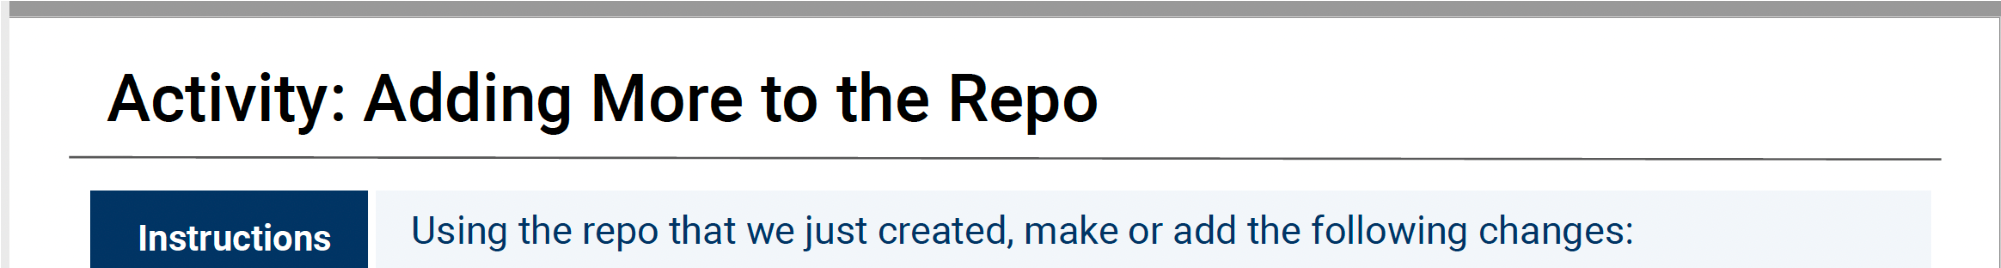 Activity: Adding More to the Repo
Instructions
Using the repo that we just created, make or add the following changes: